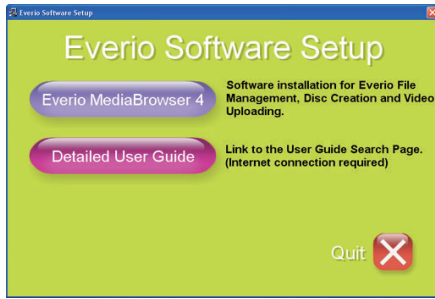 Everio Software Setup
Everio Software Setup
Everio MediaBrowser 4
Software installation for Everio File
Management, Disc Creation and Video
Uploading.
Detailed User Guide
Link to the User Guide Search Page.
(Internet connection required)
Quit